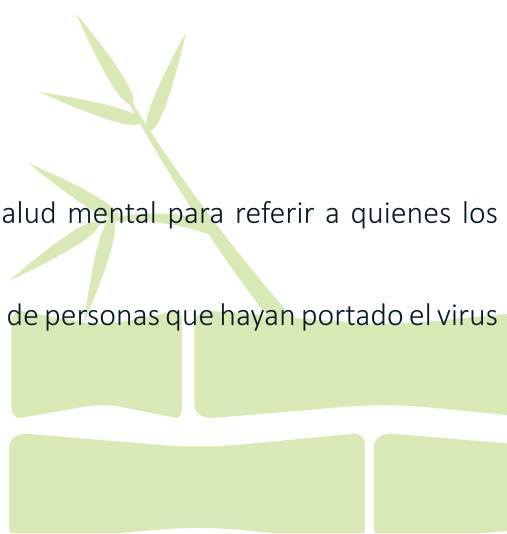 alud mental para referir a quienes los
de personas que hayan portado el virus